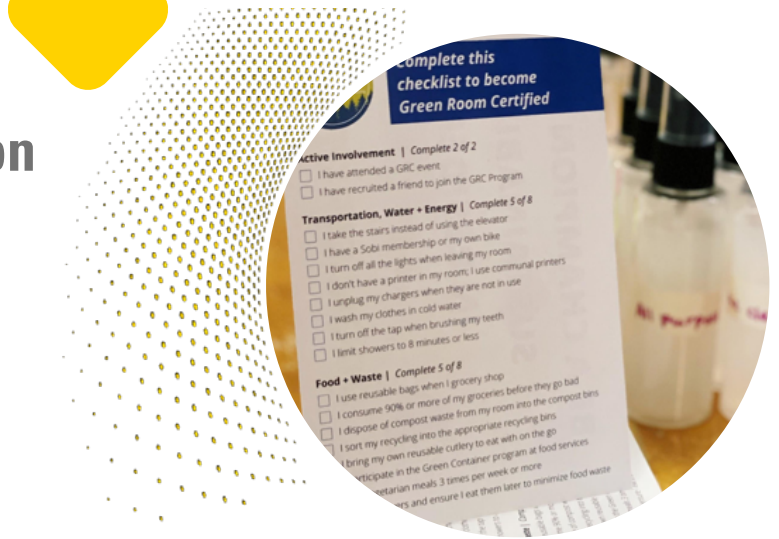 on
Complete this
checklist to become
Green Room Certified
Active Involvement | Complete 2 of 2
I have attended a GRC event
I have recruited a friend to join the GRC Program
Transportation, Water + Energy | Complete 5 of 8
I take the stairs instead of using the elevator
I have a Sobi membership or my own bike
I turn off all the lights when leaving my room
I don't have a printer in my room; I use communal printers
I unplug my chargers when they are not in use
I wash my clothes in cold water
I turn off the tap when brushing my teeth
I limit showers to 8 minutes or less
Food + Waste | Complete 5 of 8
I use reusable bags when I grocery shop
I consume 90% or more of my groceries before they go bad
I dispose of compost waste from my room into the compost bins
I sort my recycling into the appropriate recycling bins
I bring my own reusable cutlery to eat with on the go
rticipate in the Green Container program at food services
etarian meals 3 times per week or more
ers and ensure I eat them later to minimize food waste
All Purpos